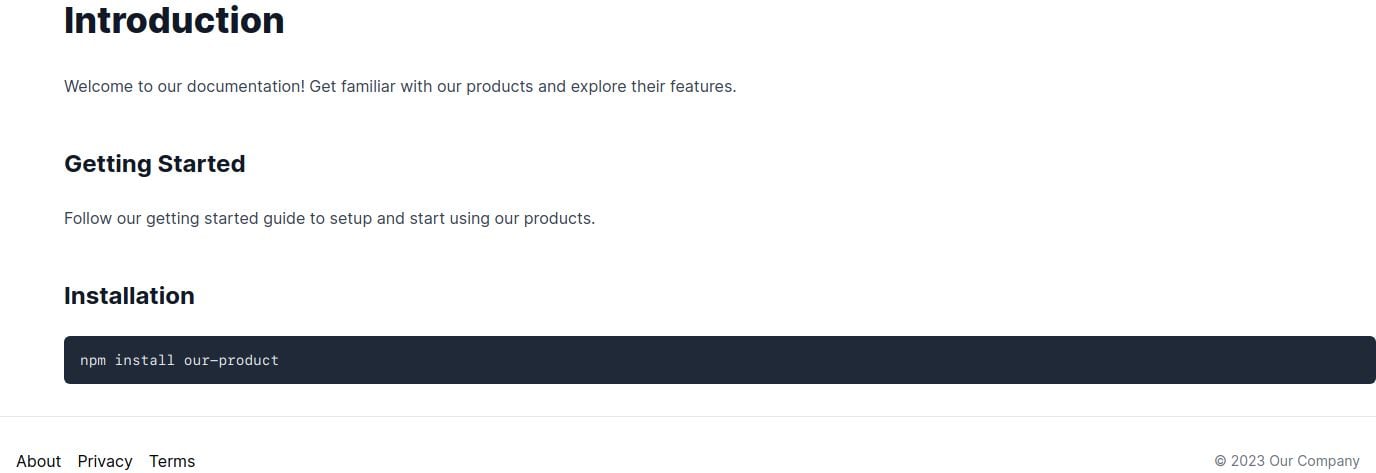 Introduction
Welcome to our documentation! Get familiar with our products and explore their features.
Getting Started
Follow our getting started guide to setup and start using our products.
Installation
npm install our-product
About Privacy Terms © 2023 Our Company